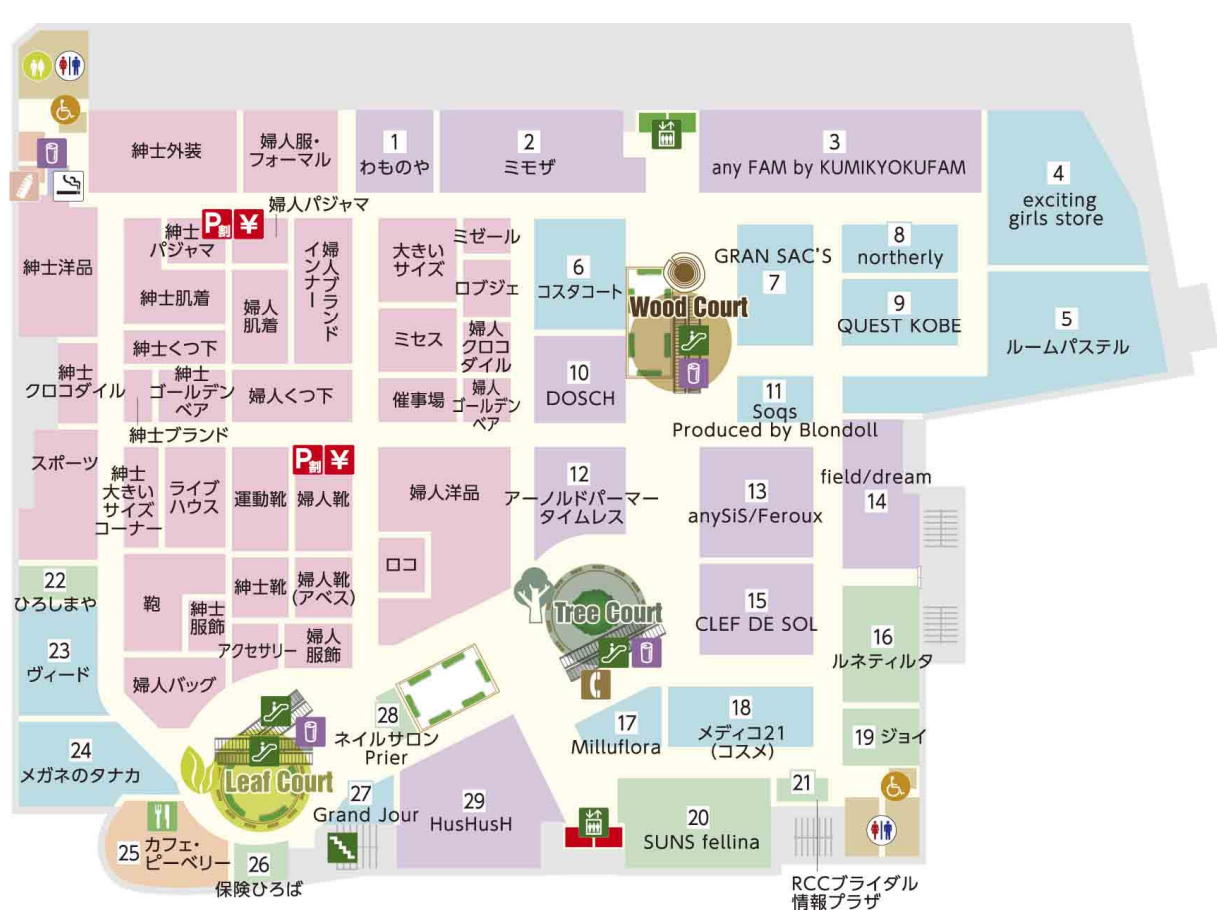 紳士外装
婦人服・
フォーマル
1
わものや
2
ミモザ
3
any FAM by KUMIKYOKUFAM
4
exciting
girls store
紳士洋品
紳士
パジャマ
P割
¥
婦人パジャマ
婦人ブランド
インナー
大きい
サイズ
ミゼール
ロブジェ
6
コスタコート
Wood Court
GRAN SAC'S
7
8
northerly
9
QUEST KOBE
5
ルームパステル
紳士肌着
婦人
肌着
ミセス
婦人
クロコ
ダイル
紳士くつ下
紳士
クロコダイル
紳士
ゴールデン
ベア
紳士ブランド
婦人くつ下
催事場
婦人
ゴールデン
ベア
10
DOSCH
11
Soqs
Produced by Blondoll
スポーツ
紳士
大きい
サイズ
コーナー
ライブ
ハウス
運動靴
P割
¥
婦人靴
婦人洋品
12
アーノルドパーマー
タイムレス
13
anySiS/Feroux
field/dream
14
ロコ
22
ひろしまや
鞄
紳士
服飾
紳士靴
婦人靴
(アベス)
Tree Court
15
CLEF DE SOL
16
ルネティルタ
23
ヴィード
婦人バッグ
アクセサリー
婦人
服飾
24
メガネのタナカ
Leaf Court
28
ネイルサロン
Prier
17
Milluflora
18
メディコ21
(コスメ)
19 ジョイ
25
カフェ・
ピーベリー
26
保険ひろば
27
Grand Jour
29
HusHusH
20
SUNS fellina
21
RCCブライダル
情報プラザ